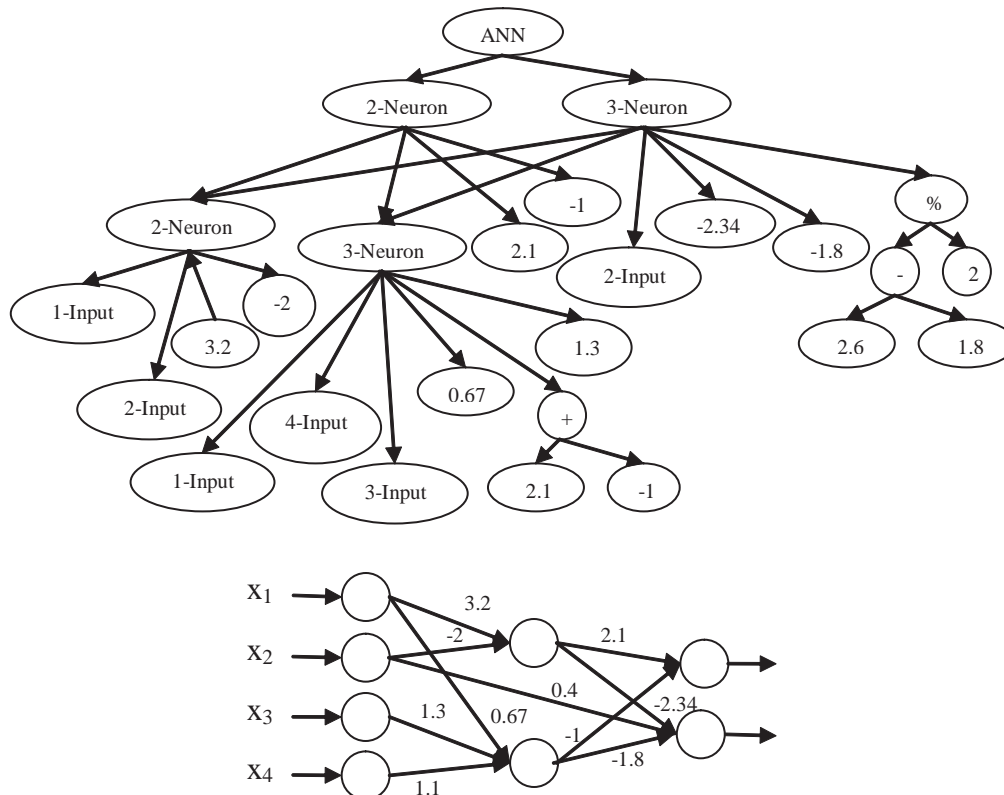 ANN
2-Neuron
3-Neuron
2-Neuron
3-Neuron
2.1
-1
2-Input
-2.34
-1.8
%
-
2
2.6
1.8
1-Input
2-Input
3.2
-2
1-Input
4-Input
3-Input
0.67
+
1.3
2.1
-1
X1
X2
X3
X4
3.2
-2
2.1
0.4
-2.34
1.3
0.67
-1
-1.8
1.1